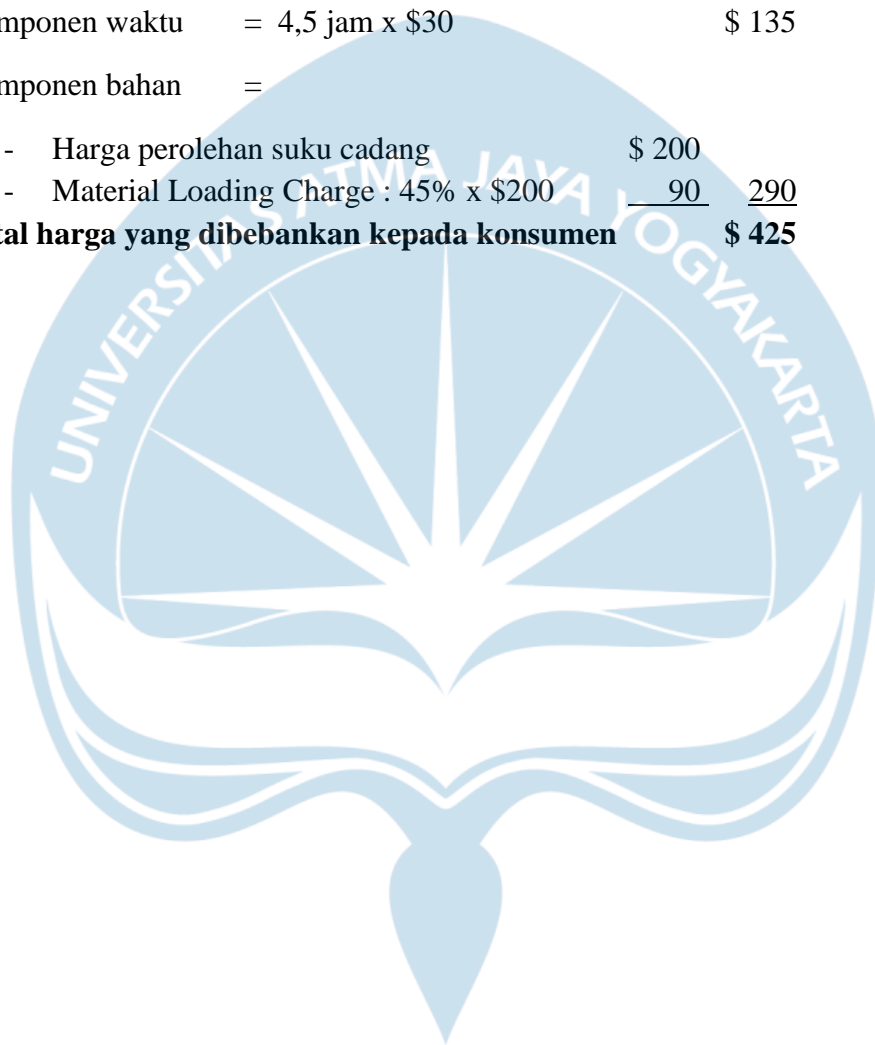 mponen waktu = 4,5 jam x $30 $ 135
mponen bahan =
- Harga perolehan suku cadang $ 200
- Material Loading Charge : 45% x $200 90 290
tal harga yang dibebankan kepada konsumen $ 425
UNIVERSITAS ATMA JAYA YOGYAKARTA